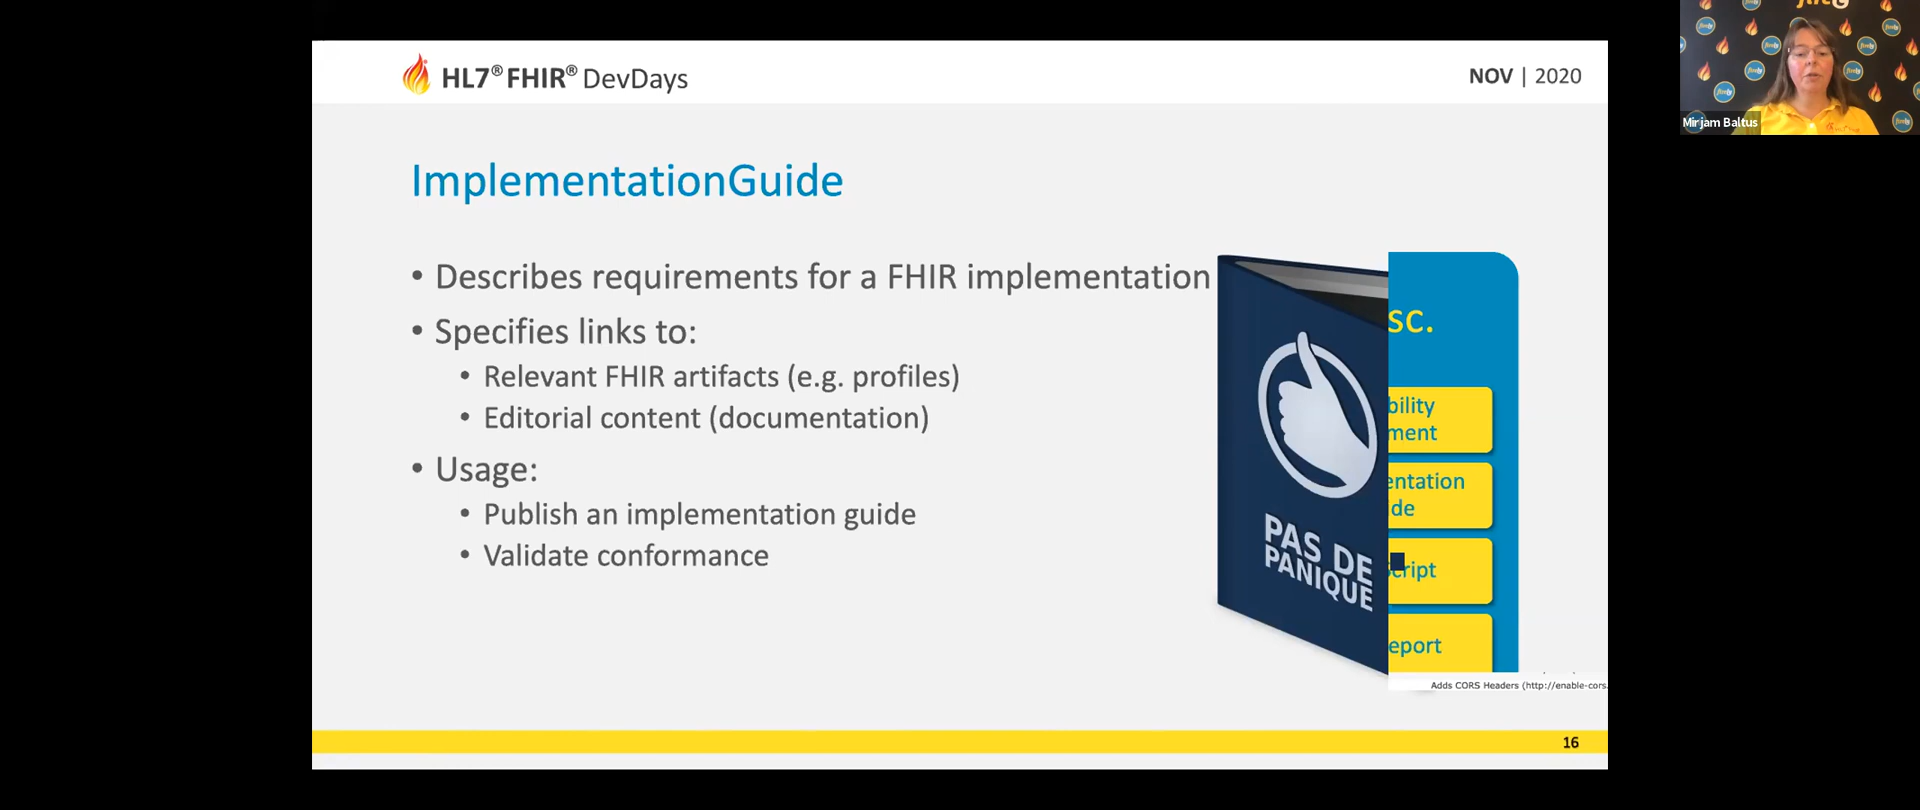 HL7® FHIR® DevDays
NOV | 2020
Mirjam Baltus
ImplementationGuide
• Describes requirements for a FHIR implementation
• Specifies links to:
• Relevant FHIR artifacts (e.g. profiles)
• Editorial content (documentation)
• Usage:
• Publish an implementation guide
• Validate conformance
PAS DE
PANIQUE
sc.
bility
ment
entation
de
cript
eport
Adds CORS Headers (http://enable-cors.
16